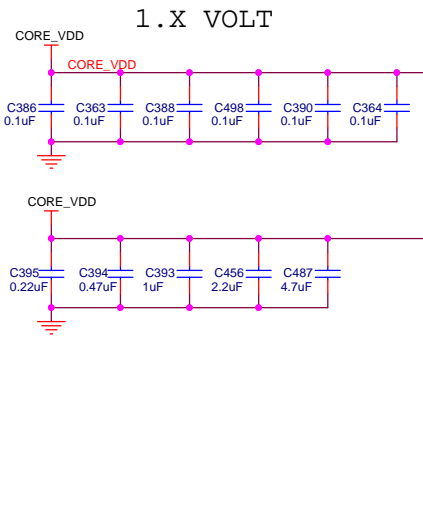 1.X VOLT
CORE_VDD
CORE_VDD
C386 C363 C388 C498 C390 C364
0.1uF 0.1uF 0.1uF 0.1uF 0.1uF 0.1uF
CORE_VDD
C395 C394 C393 C456 C487
0.22uF 0.47uF 1uF 2.2uF 4.7uF